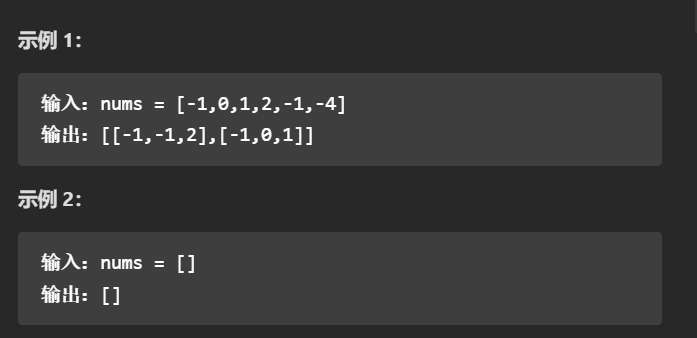 示例 1：
输入：nums = [-1,0,1,2,-1,-4]
输出：[[-1,-1,2],[-1,0,1]]
示例 2：
输入：nums = []
输出：[]